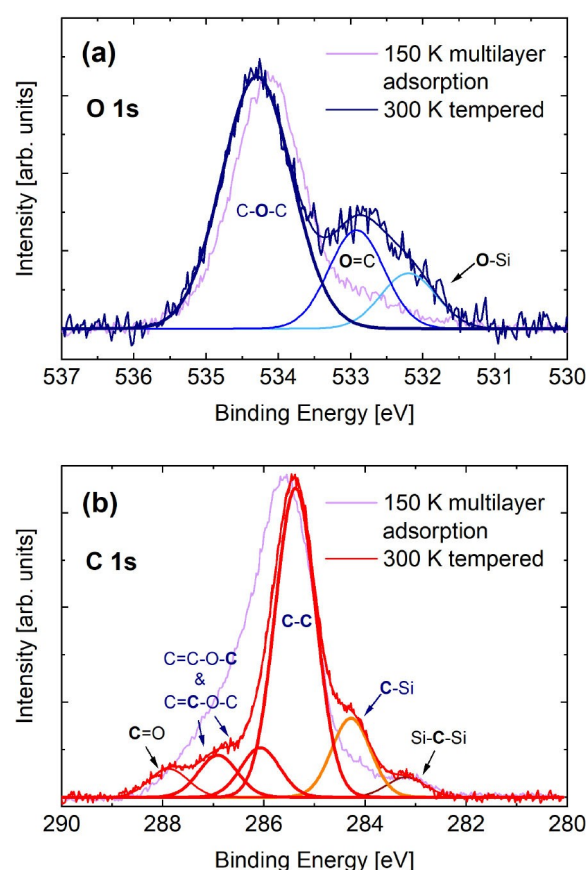 (a)
O 1s
150 K multilayer
adsorption
300 K tempered
C-O-C
O=C
O-Si
Intensity [arb. units]
537 536 535 534 533 532 531 530
Binding Energy [eV]
(b)
C 1s
150 K multilayer
adsorption
300 K tempered
C-C
C=C-O-C
&
C=C-O-C
C=O
C-Si
Si-C-Si
Intensity [arb. units]
290 288 286 284 282 280
Binding Energy [eV]